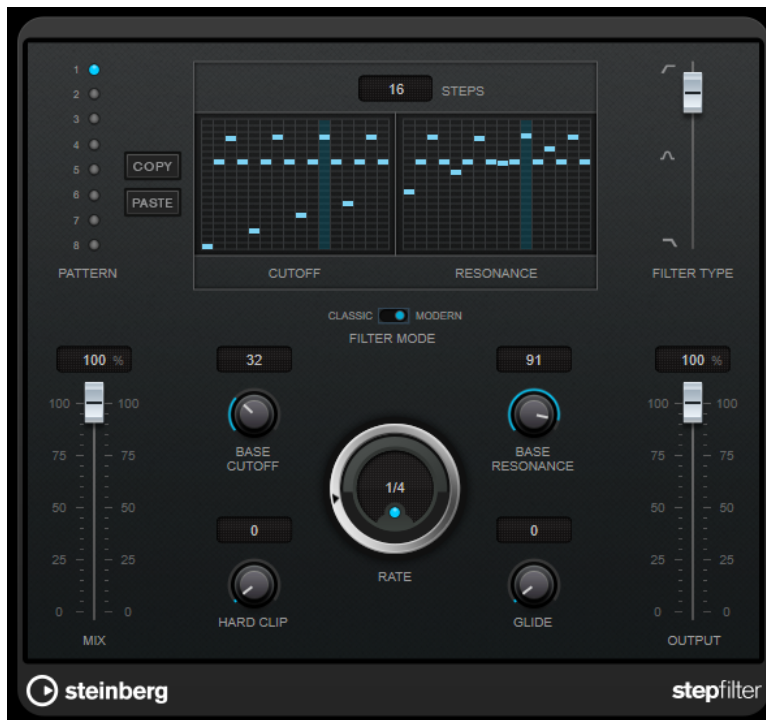 1
2
3
4
5
6
7
8
COPY
PASTE
PATTERN
16 STEPS
CUTOFF
RESONANCE
FILTER TYPE
CLASSIC MODERN
FILTER MODE
100 %
32
91
100 %
100 100
75 75
50 50
25 25
0 0
MIX
BASE
CUTOFF
0
HARD CLIP
1/4
RATE
BASE
RESONANCE
0
GLIDE
100 100
75 75
50 50
25 25
0 0
OUTPUT
steinberg
stepfilter